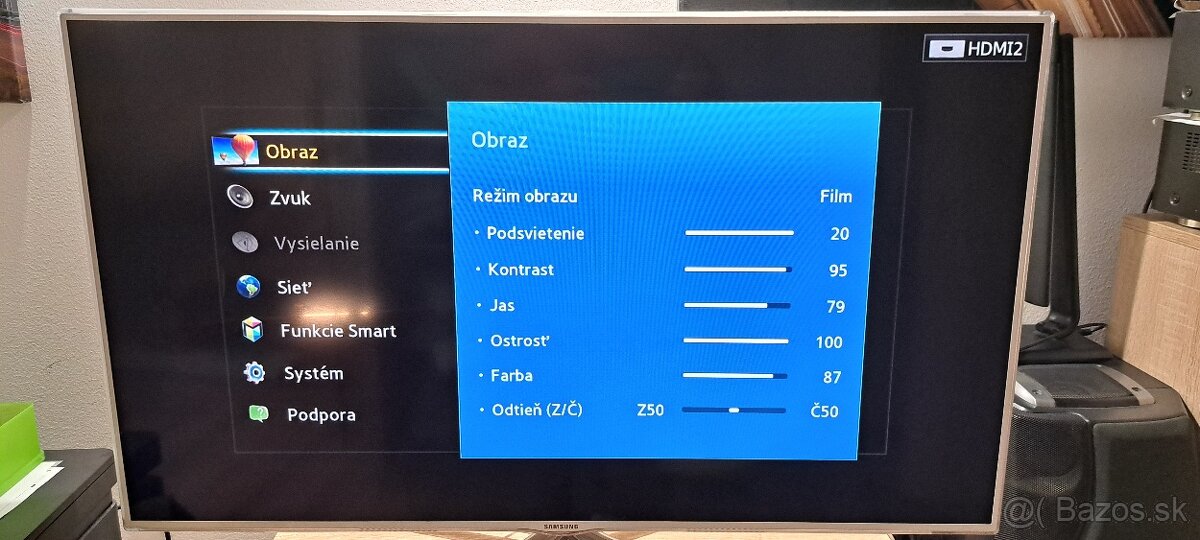 HDMI2
Obraz
Zvuk
Vysielanie
Sieť
Funkcie Smart
Systém
Podpora
Obraz
Režim obrazu Film
· Podsvietenie 20
· Kontrast 95
· Jas 79
· Ostrosť 100
· Farba 87
· Odtieň (Z/Č) Z50 Č50
SAMSUNG
@( Bazos.sk